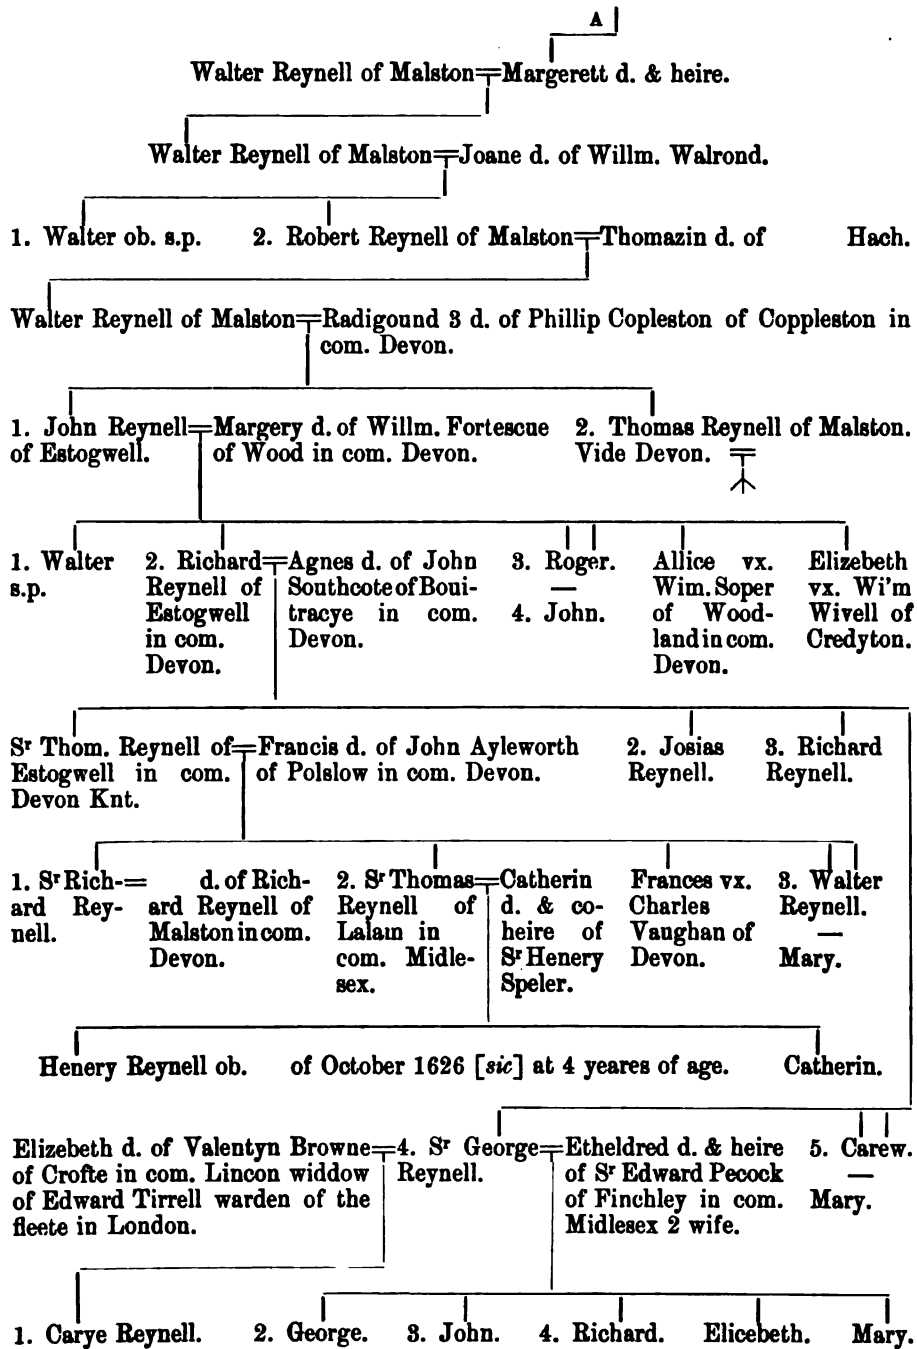 A
Walter Reynell of Malston=Margerett d. & heire.
Walter Reynell of Malston=Joane d. of Willm. Walrond.
1. Walter ob. s.p. 2. Robert Reynell of Malston=Thomazin d. of Hach.
Walter Reynell of Malston=Radigound 3 d. of Phillip Copleston of Coppleston in
com. Devon.
1. John Reynell=Margery d. of Willm. Fortescue 2. Thomas Reynell of Malston.
of Estogwell. of Wood in com. Devon. Vide Devon. =
1. Walter 2. Richard=Agnes d. of John 3. Roger. Allice vx. Elizebeth
s.p. Reynell of Southcote of Boui- — Wim. Soper vx. Wi'm
Estogwell tracye in com. 4. John. of Wood- Wivell of
in com. Devon. land in com. Credyton.
Devon. Devon.
Sr Thom. Reynell of=Francis d. of John Ayleworth 2. Josias 3. Richard
Estogwell in com. of Polslow in com. Devon. Reynell. Reynell.
Devon Knt.
1. Sr Rich-= d. of Rich- 2. Sr Thomas=Catherin Frances vx. 3. Walter
ard Rey- ard Reynell of Reynell of d. & co- Charles Reynell.
nell. Malston in com. Lalam in heire of Vaughan of —
Devon. com. Midle- Sr Henery Devon. Mary.
sex. Speler.
Henery Reynell ob. of October 1626 [sic] at 4 yeares of age. Catherin.
Elizebeth d. of Valentyn Browne=4. Sr George=Etheldred d. & heire 5. Carew.
of Crofte in com. Lincon widdow Reynell. of Sr Edward Pecock —
of Edward Tirrell warden of the of Finchley in com. Mary.
fleete in London. Midlesex 2 wife.
1. Carye Reynell. 2. George. 3. John. 4. Richard. Elicebeth. Mary.